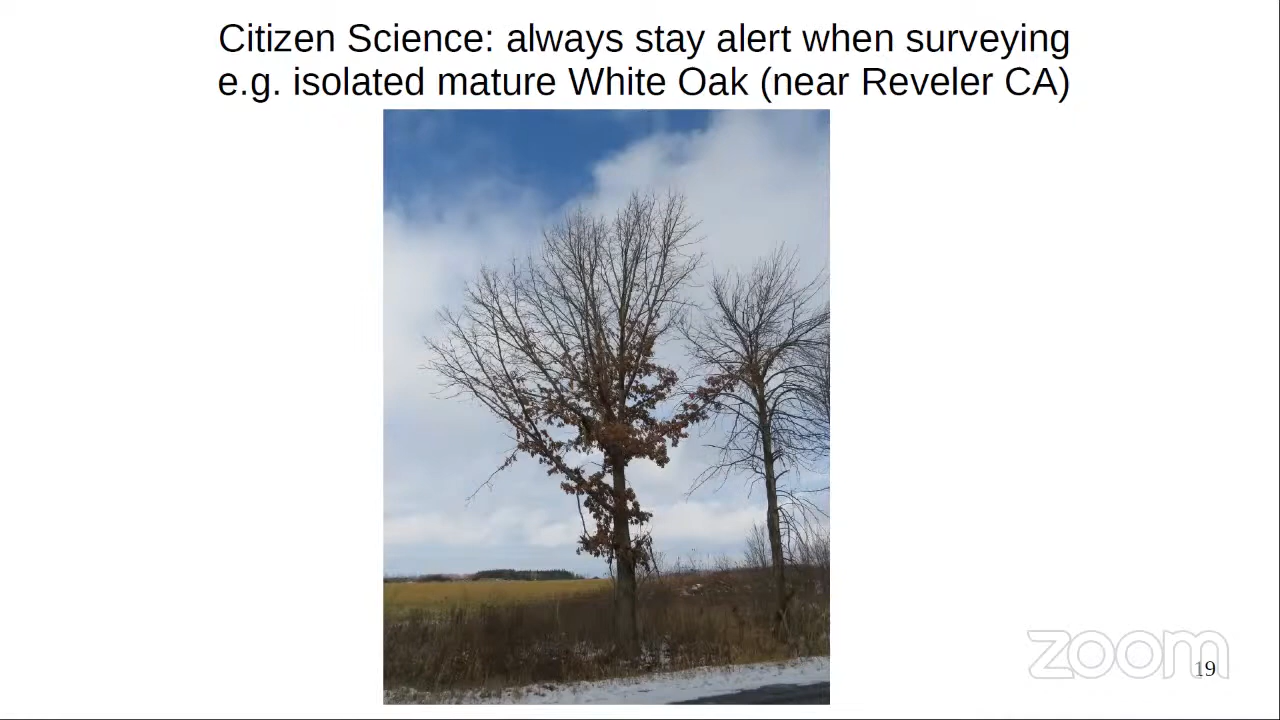 Citizen Science: always stay alert when surveying
e.g. isolated mature White Oak (near Reveler CA)
zoom
19